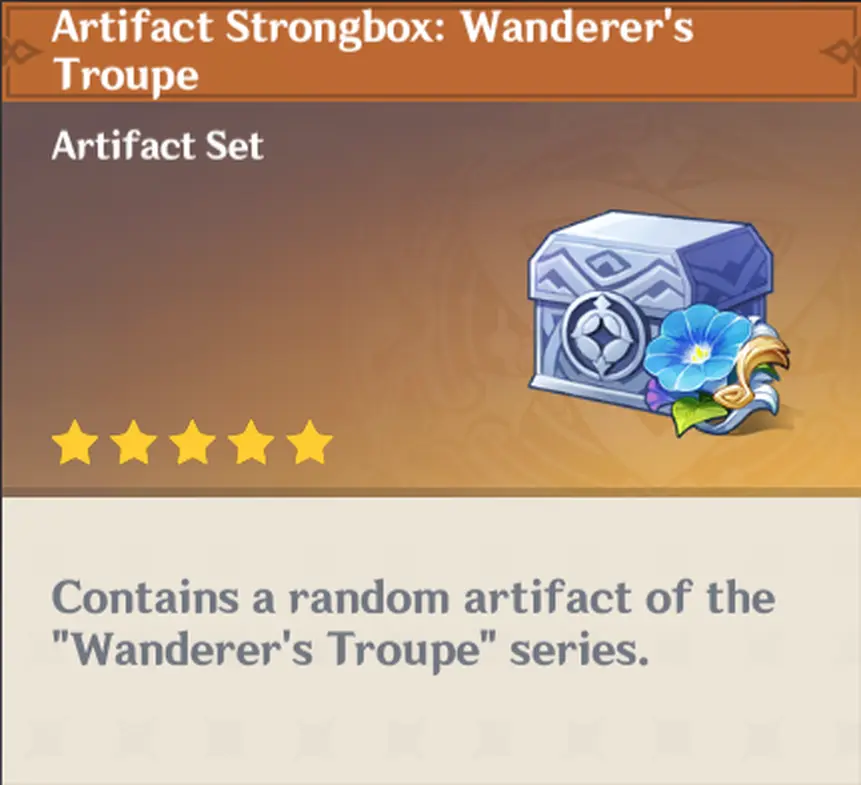 Artifact Strongbox: Wanderer's
Troupe
Artifact Set
Contains a random artifact of the
"Wanderer's Troupe" series.